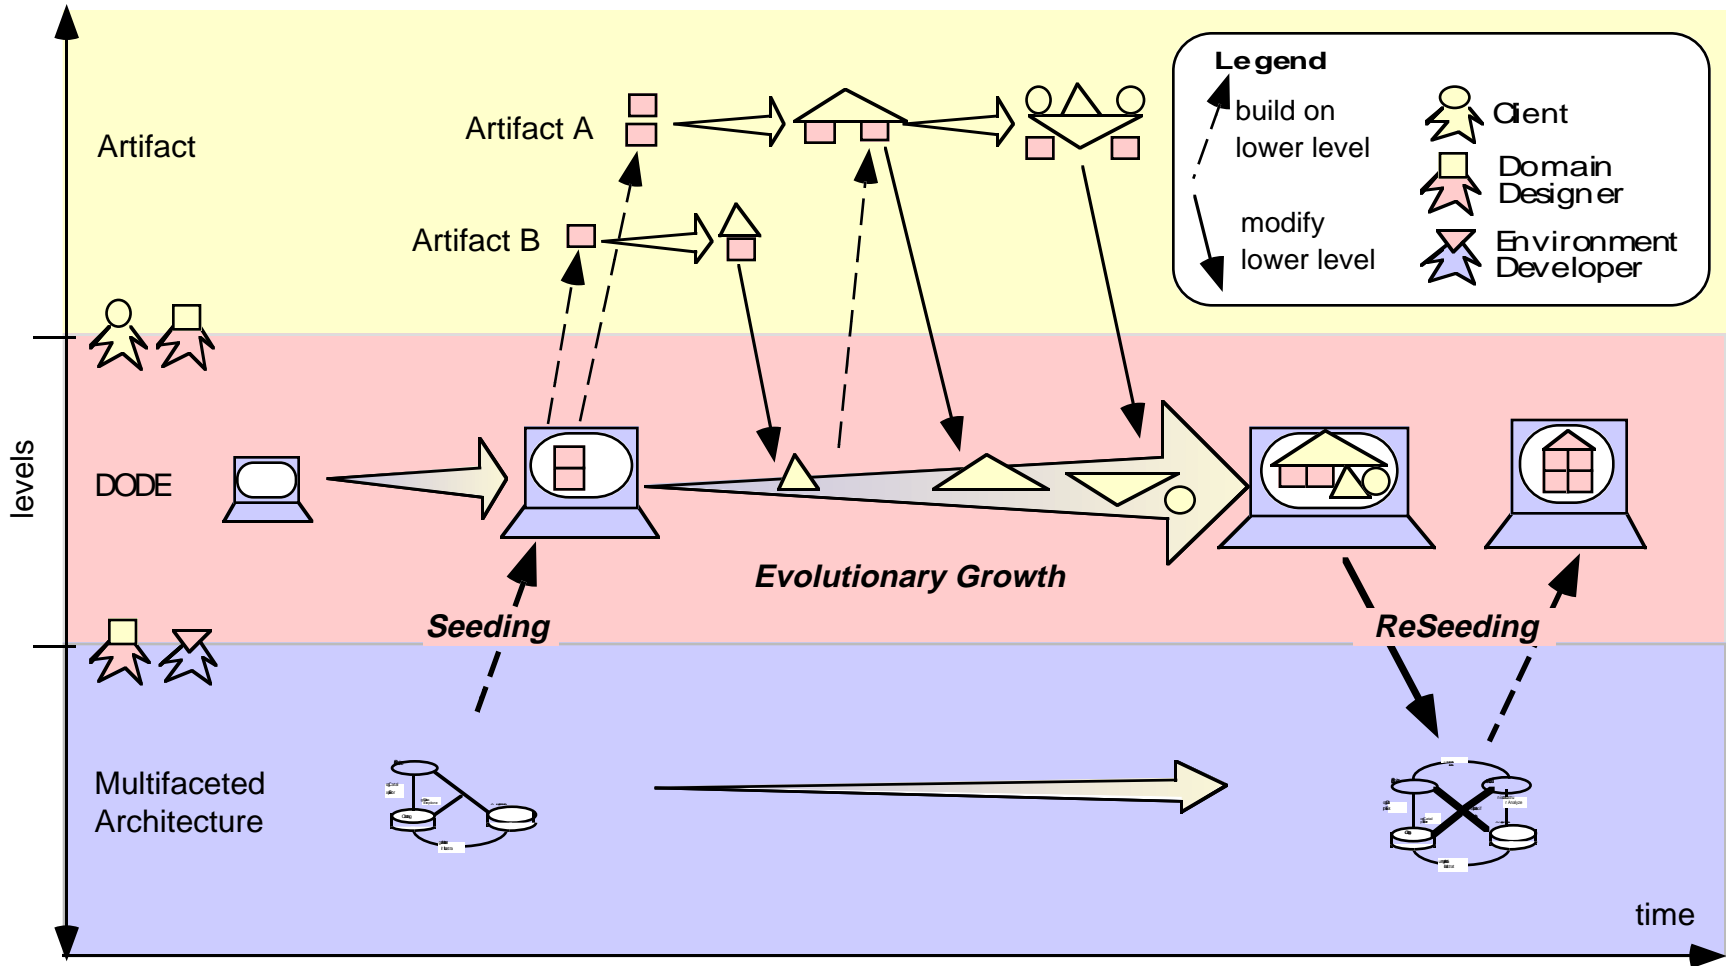 Legend
build on
lower level
modify
lower level
Client
Domain
Designer
Environment
Developer
Artifact
Artifact A
Artifact B
levels
DODE
Evolutionary Growth
Seeding
ReSeeding
Multifaceted
Architecture
time